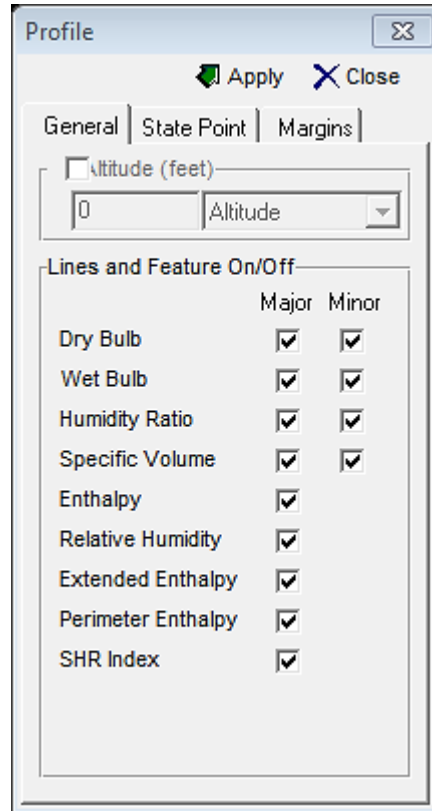 Profile
Apply Close
General State Point Margins
Altitude (feet)
0 Altitude
Lines and Feature On/Off
Major Minor
Dry Bulb
Wet Bulb
Humidity Ratio
Specific Volume
Enthalpy
Relative Humidity
Extended Enthalpy
Perimeter Enthalpy
SHR Index